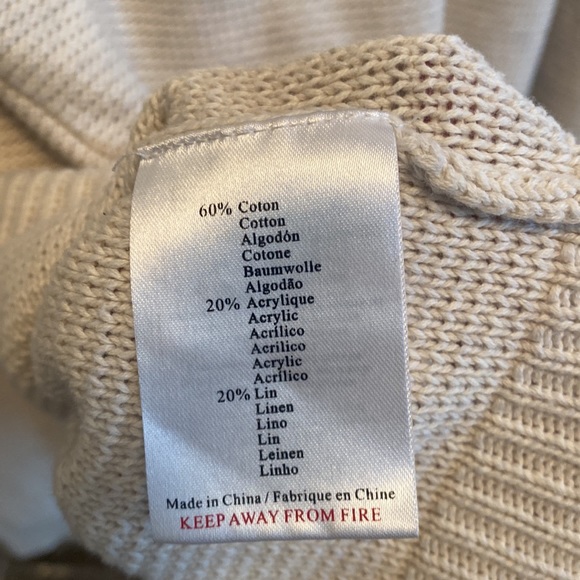 60% Coton
Cotton
Algodón
Cotone
Baumwolle
Algodão
20% Acrylique
Acrylic
Acrílico
Acrilico
Acrylic
Acrílico
20% Lin
Linen
Lino
Lin
Leinen
Linho
Made in China / Fabrique en Chine
KEEP AWAY FROM FIRE